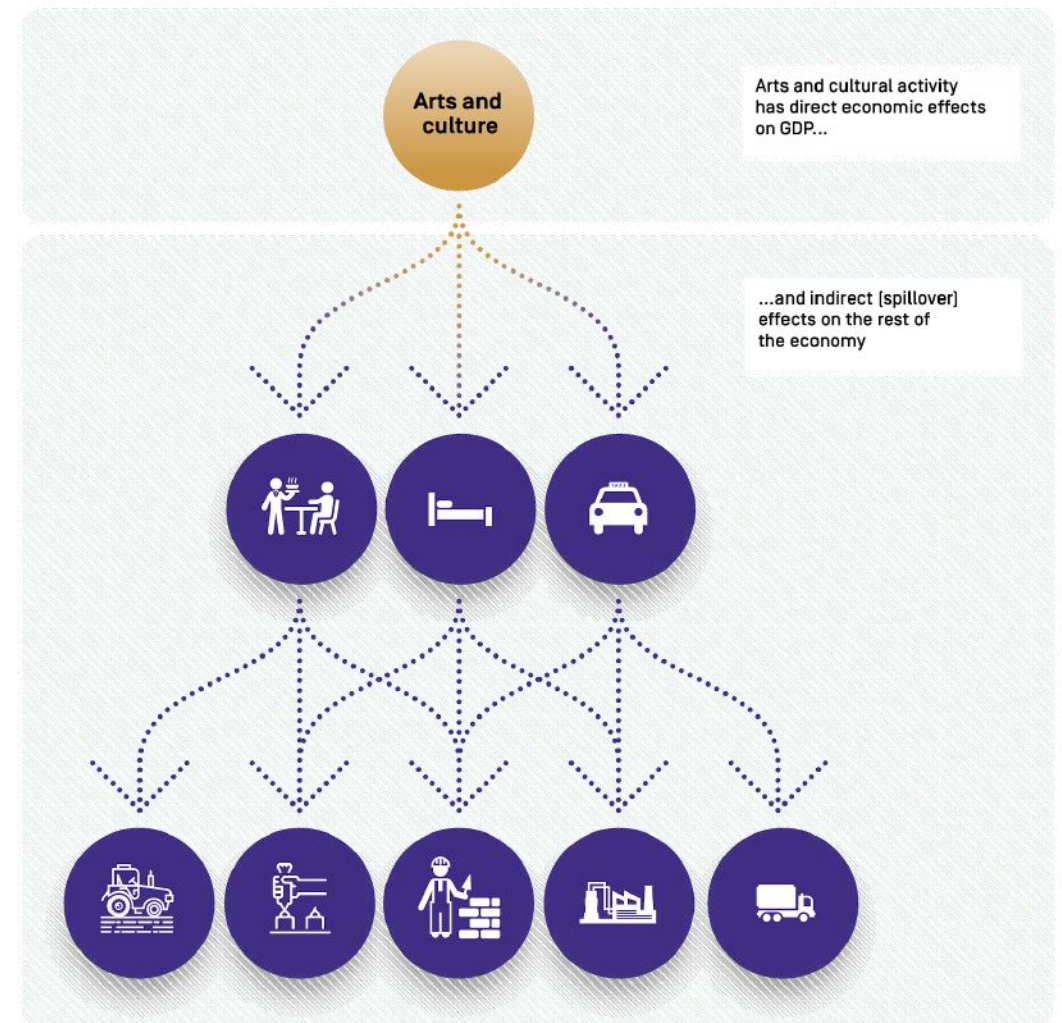 Arts and
culture
Arts and cultural activity
has direct economic effects
on GDP...
...and indirect (spillover)
effects on the rest of
the economy
TAXI